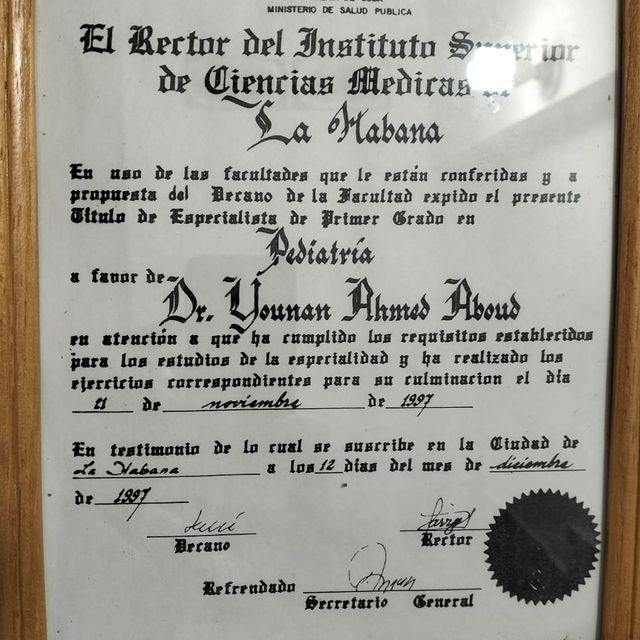 MINISTERIO DE SALUD PUBLICA
El Rector del Instituto Superior
de Ciencias Medicas de
La Habana
En uso de las facultades que le están conferidas y a
propuesta del Decano de la Facultad expido el presente
Titulo de Especialista de Primer Grado en
Pediatría
a favor de
Dr. Younan Ahmed Aboud
en atención a que ha cumplido los requisitos establecidos
para los estudios de la especialidad y ha realizado los
ejercicios correspondientes para su culminacion el día
21 de noviembre de 1997
En testimonio de lo cual se suscribe en la Ciudad de
La Habana a los 12 días del mes de diciembre
de 1997
Decano
Rector
Refrendado
Secretario General